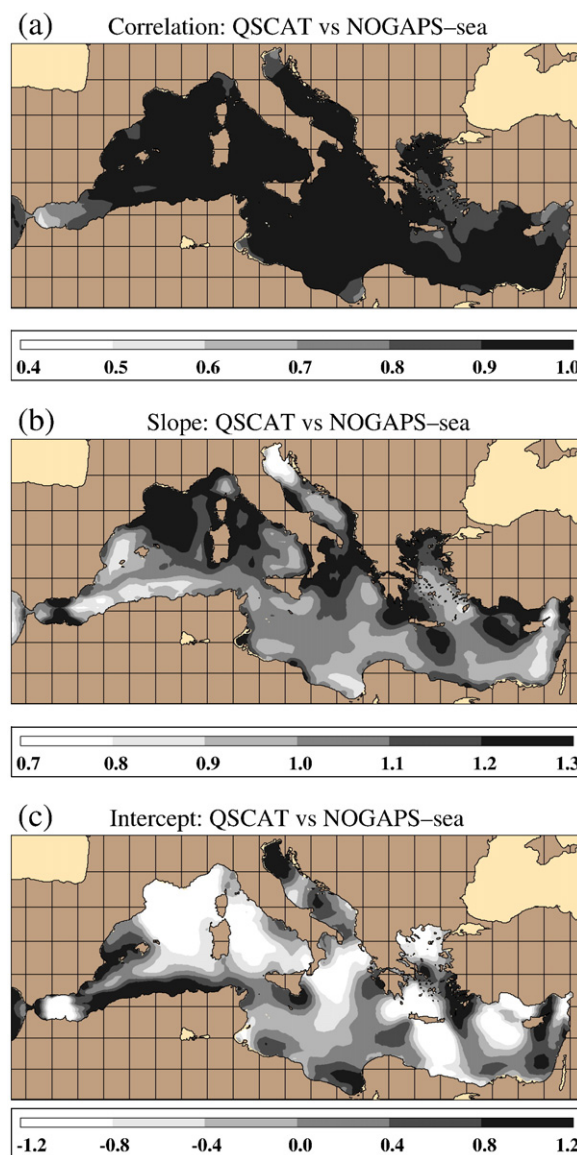 (a) Correlation: QSCAT vs NOGAPS–sea
0.4 0.5 0.6 0.7 0.8 0.9 1.0
(b) Slope: QSCAT vs NOGAPS–sea
0.7 0.8 0.9 1.0 1.1 1.2 1.3
(c) Intercept: QSCAT vs NOGAPS–sea
-1.2 -0.8 -0.4 0.0 0.4 0.8 1.2